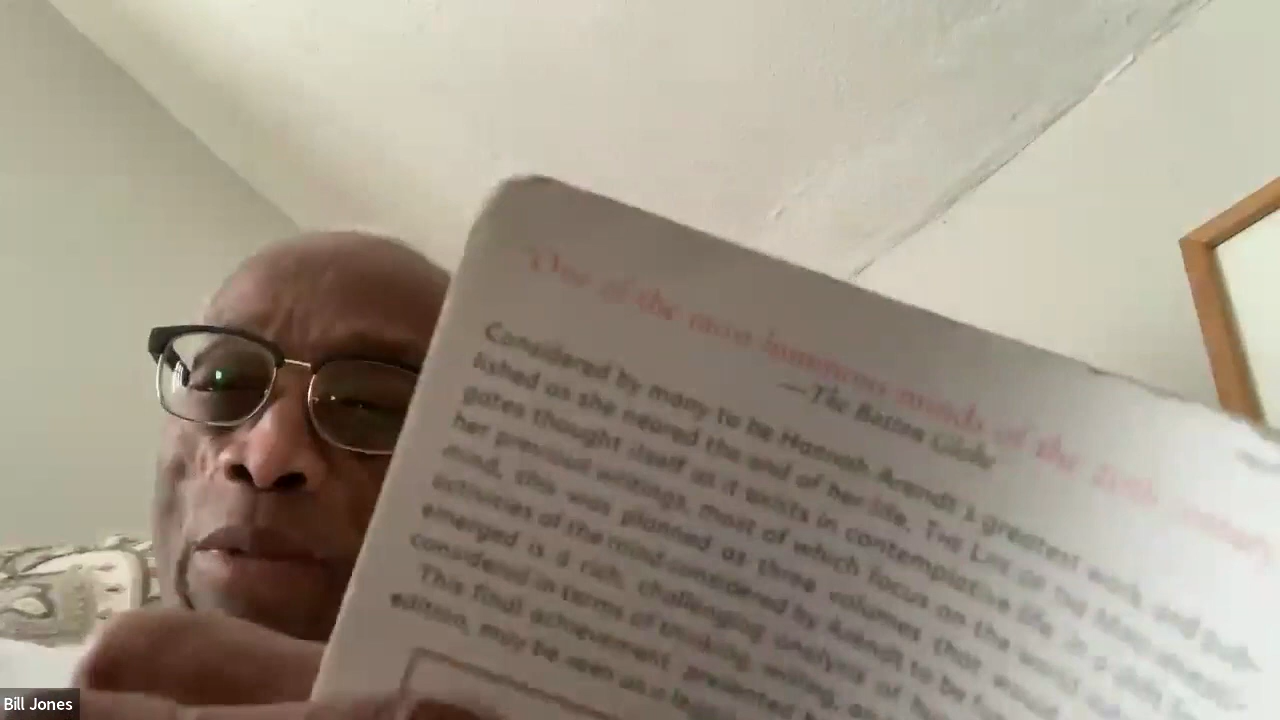 One of the most luminous minds of the 20th century
—The Boston Globe
Considered by many to be Hannah Arendt's greatest work and pub-
lished as she neared the end of her life, THE LIFE OF THE MIND
gates thought itself as it exists in contemplative life. In a
her previous writings, most of which focus on the world
mind, this was planned as three volumes that would
activities of the mind considered by Arendt to be
emerged is a rich, challenging analysis of
considered in terms of thinking, willing, an
This final achievement, presented
edition, may be seen as a
Bill Jones